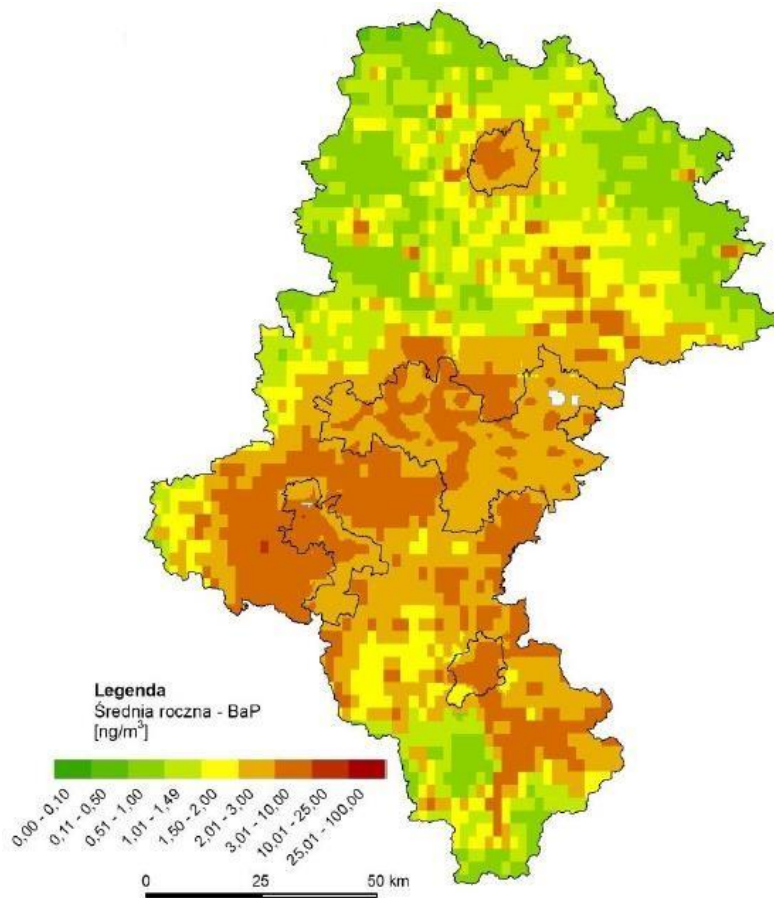 Legenda
Średnia roczna - BaP
[ng/m³]
0,00 - 0,10
0,11 - 0,50
0,51 - 1,00
1,01 - 1,49
1,50 - 2,00
2,01 - 3,00
3,01 - 10,00
10,01 - 25,00
25,01 - 100,00
0 25 50 km